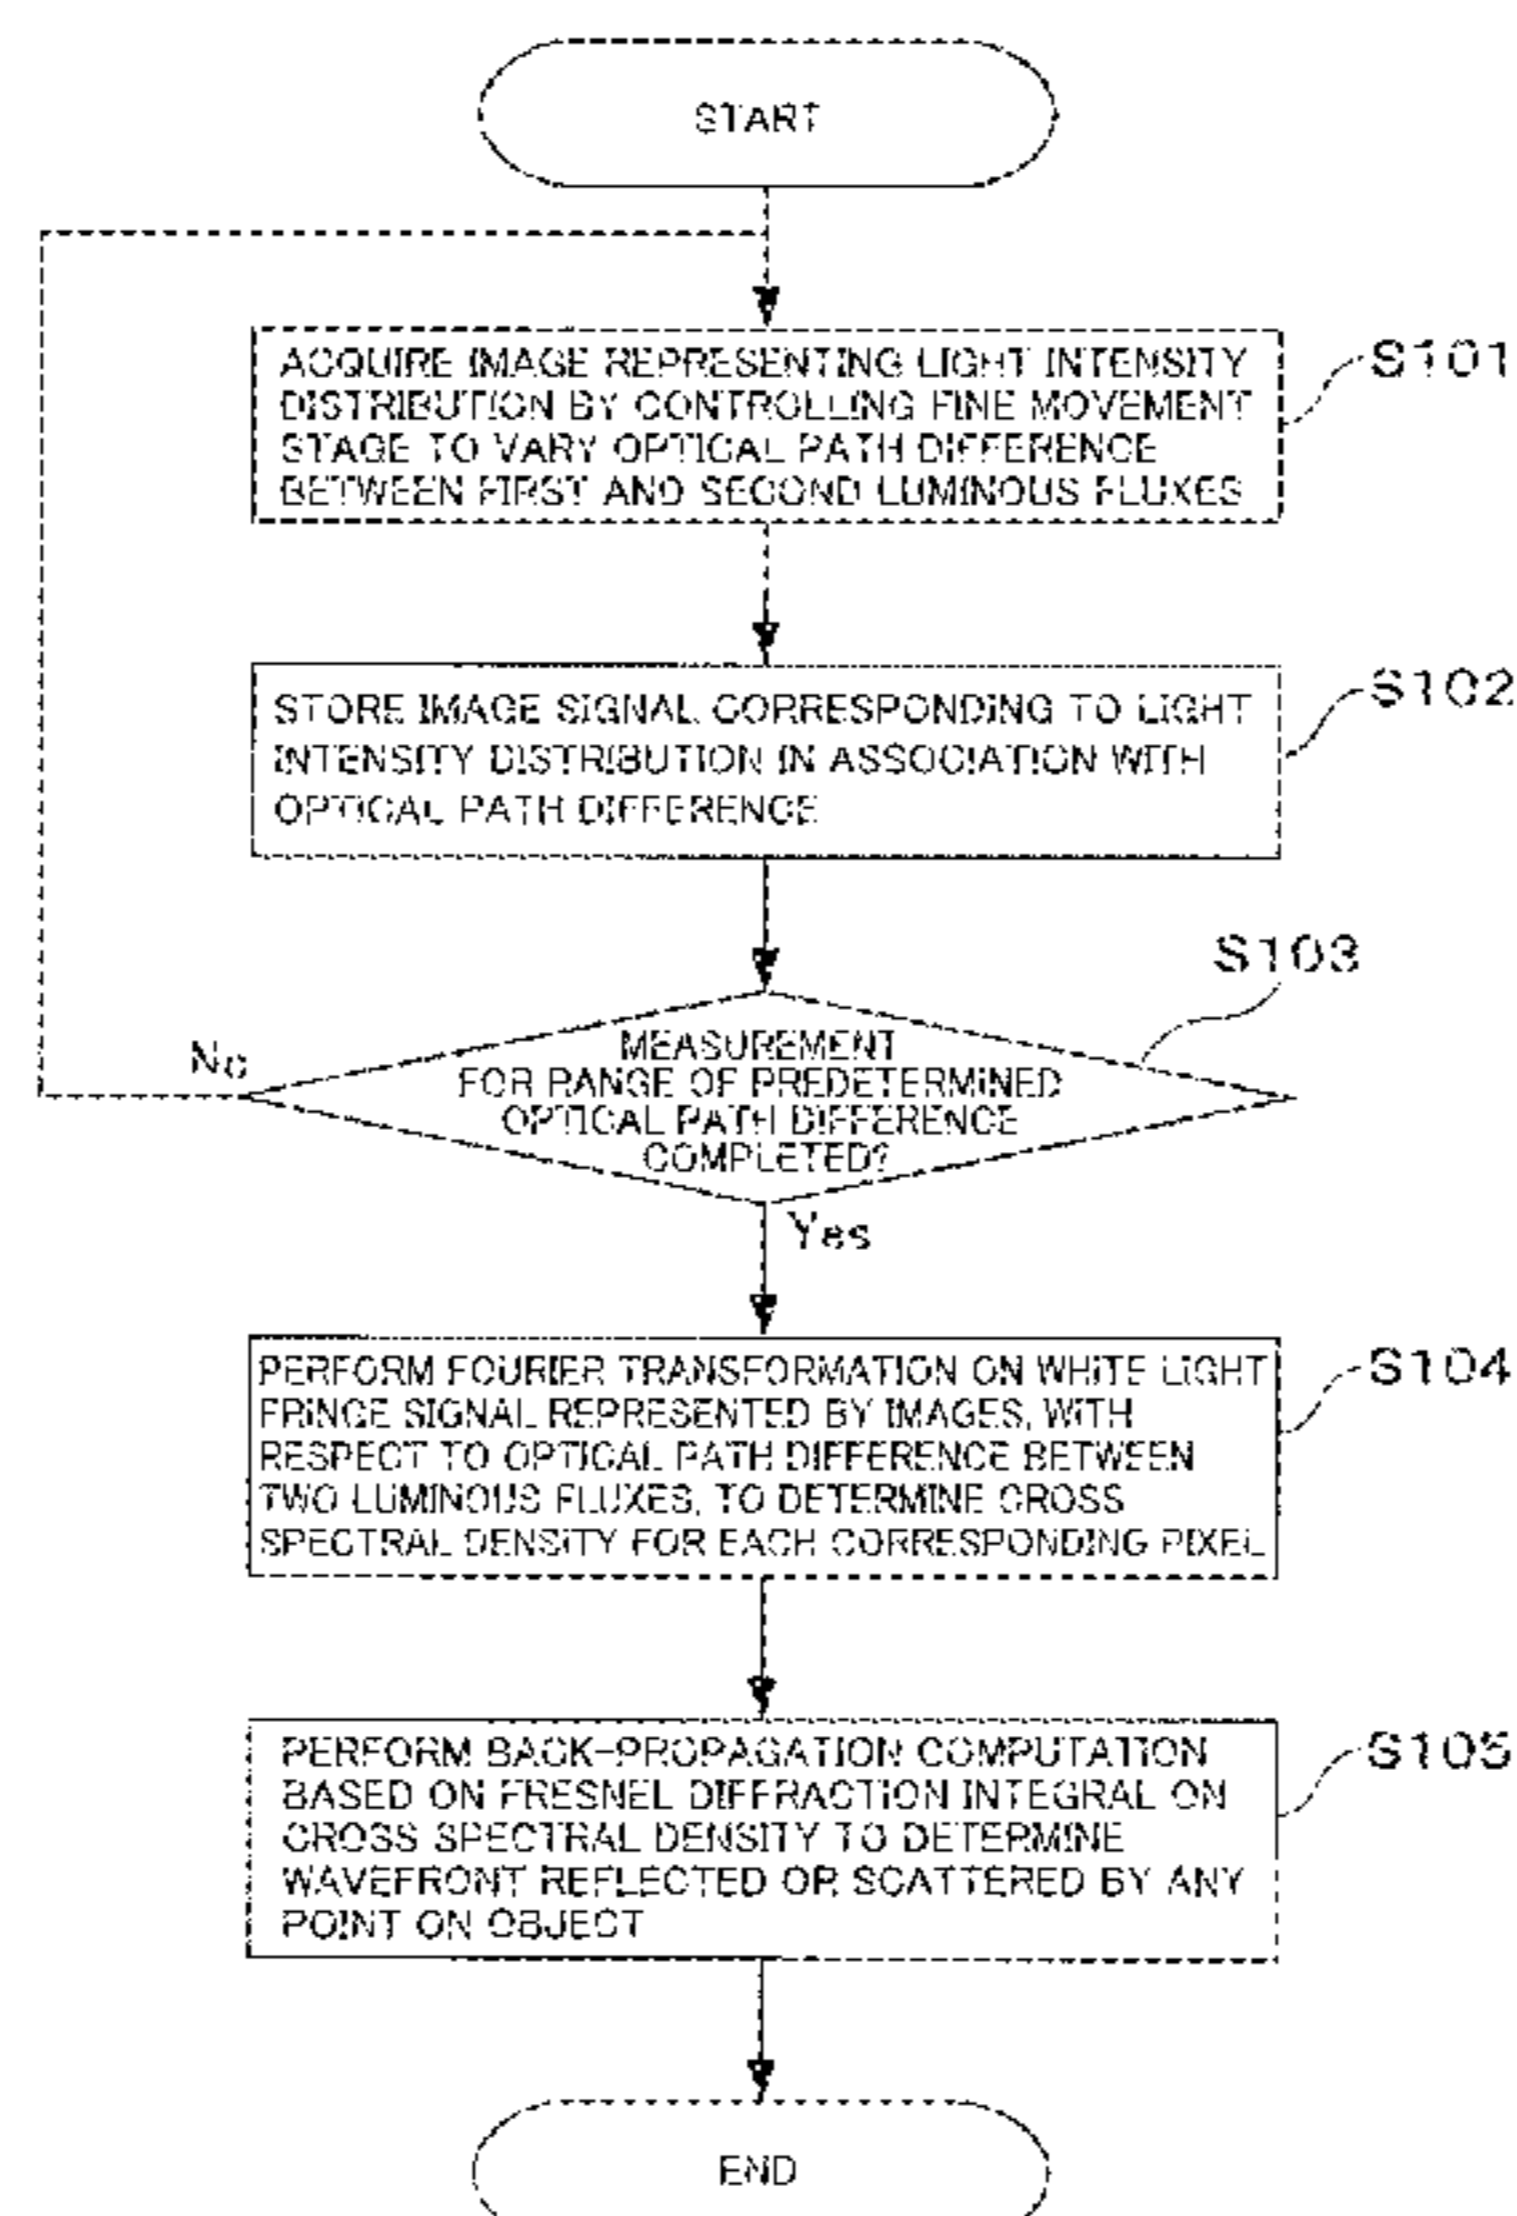 START
ACQUIRE IMAGE REPRESENTING LIGHT INTENSITY
DISTRIBUTION BY CONTROLLING FINE MOVEMENT
STAGE TO VARY OPTICAL PATH DIFFERENCE
BETWEEN FIRST AND SECOND LUMINOUS FLUXES
S101
STORE IMAGE SIGNAL CORRESPONDING TO LIGHT
INTENSITY DISTRIBUTION IN ASSOCIATION WITH
OPTICAL PATH DIFFERENCE
S102
S103
MEASUREMENT
FOR RANGE OF PREDETERMINED
OPTICAL PATH DIFFERENCE
COMPLETED?
No
Yes
PERFORM FOURIER TRANSFORMATION ON WHITE LIGHT
FRINGE SIGNAL REPRESENTED BY IMAGES, WITH
RESPECT TO OPTICAL PATH DIFFERENCE BETWEEN
TWO LUMINOUS FLUXES, TO DETERMINE CROSS
SPECTRAL DENSITY FOR EACH CORRESPONDING PIXEL
S104
PERFORM BACK-PROPAGATION COMPUTATION
BASED ON FRESNEL DIFFRACTION INTEGRAL ON
CROSS SPECTRAL DENSITY TO DETERMINE
WAVEFRONT REFLECTED OR SCATTERED BY ANY
POINT ON OBJECT
S105
END